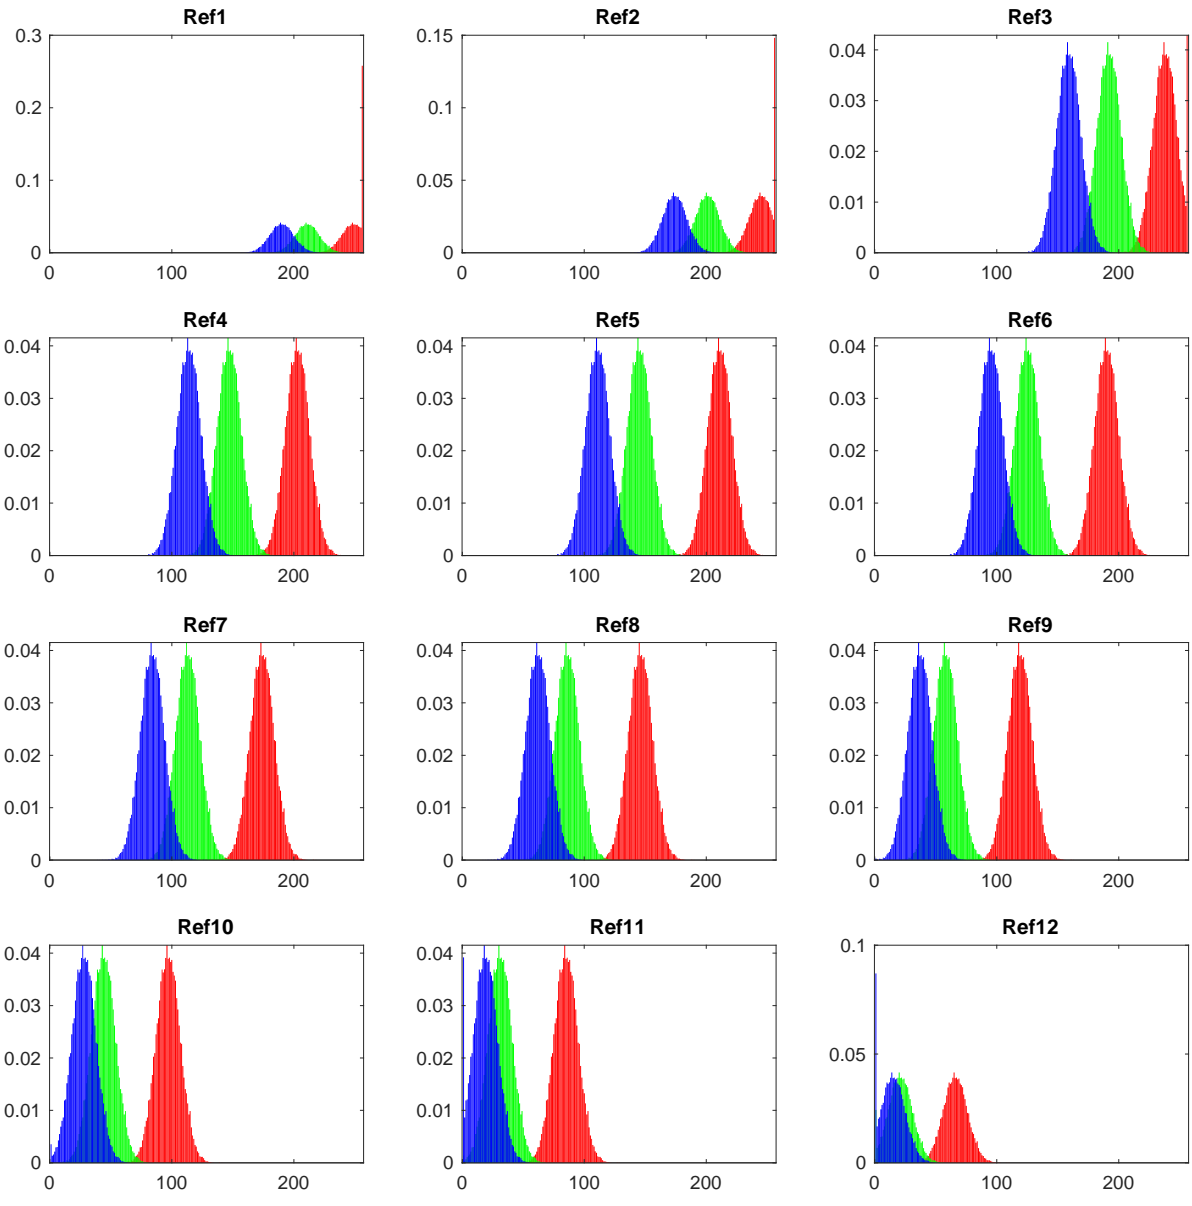 Ref1 Ref2 Ref3
0.3 0.15 0.04
0.2 0.1 0.03
0.02
0.1 0.05 0.01
0 0 0
0 100 200 0 100 200 0 100 200
Ref4 Ref5 Ref6
0.04 0.04 0.04
0.03 0.03 0.03
0.02 0.02 0.02
0.01 0.01 0.01
0 0 0
0 100 200 0 100 200 0 100 200
Ref7 Ref8 Ref9
0.04 0.04 0.04
0.03 0.03 0.03
0.02 0.02 0.02
0.01 0.01 0.01
0 0 0
0 100 200 0 100 200 0 100 200
Ref10 Ref11 Ref12
0.04 0.04 0.1
0.03 0.03
0.02 0.02 0.05
0.01 0.01
0 0 0
0 100 200 0 100 200 0 100 200